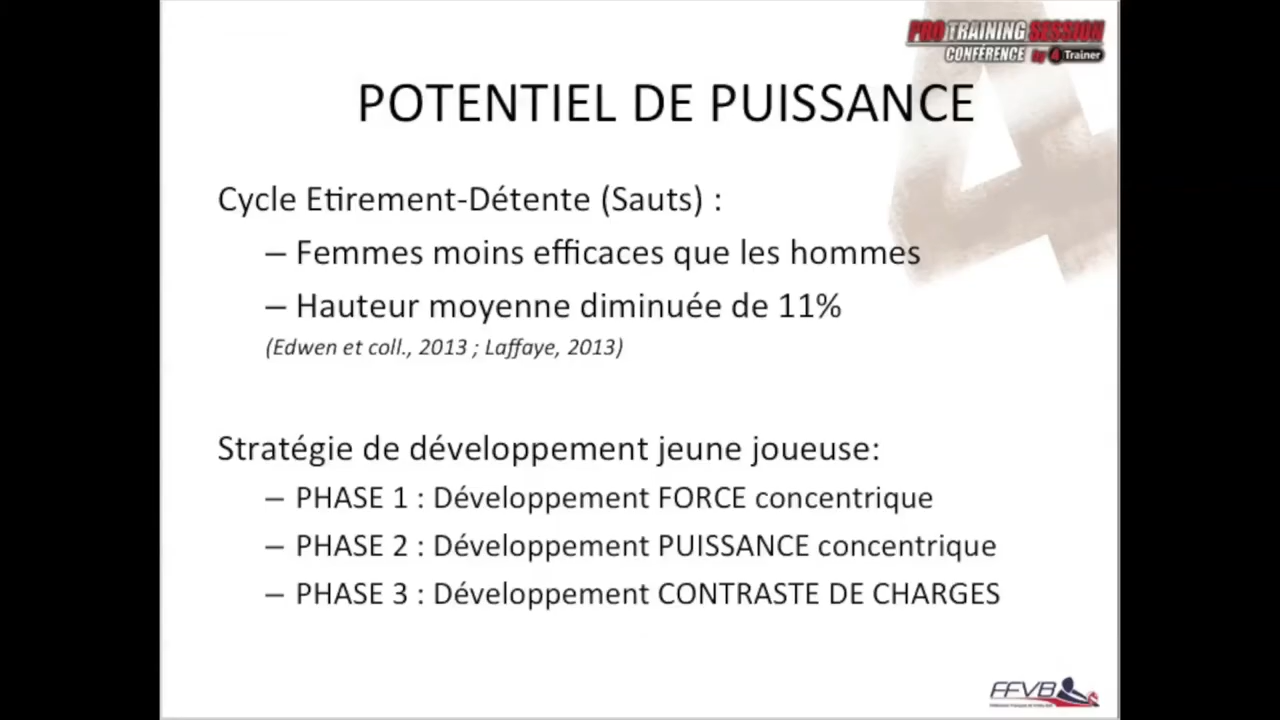 PRO TRAINING SESSION
CONFÉRENCE by 4 Trainer
POTENTIEL DE PUISSANCE
Cycle Etirement-Détente (Sauts) :
– Femmes moins efficaces que les hommes
– Hauteur moyenne diminuée de 11%
(Edwen et coll., 2013 ; Laffaye, 2013)
Stratégie de développement jeune joueuse:
– PHASE 1 : Développement FORCE concentrique
– PHASE 2 : Développement PUISSANCE concentrique
– PHASE 3 : Développement CONTRASTE DE CHARGES
FFVB